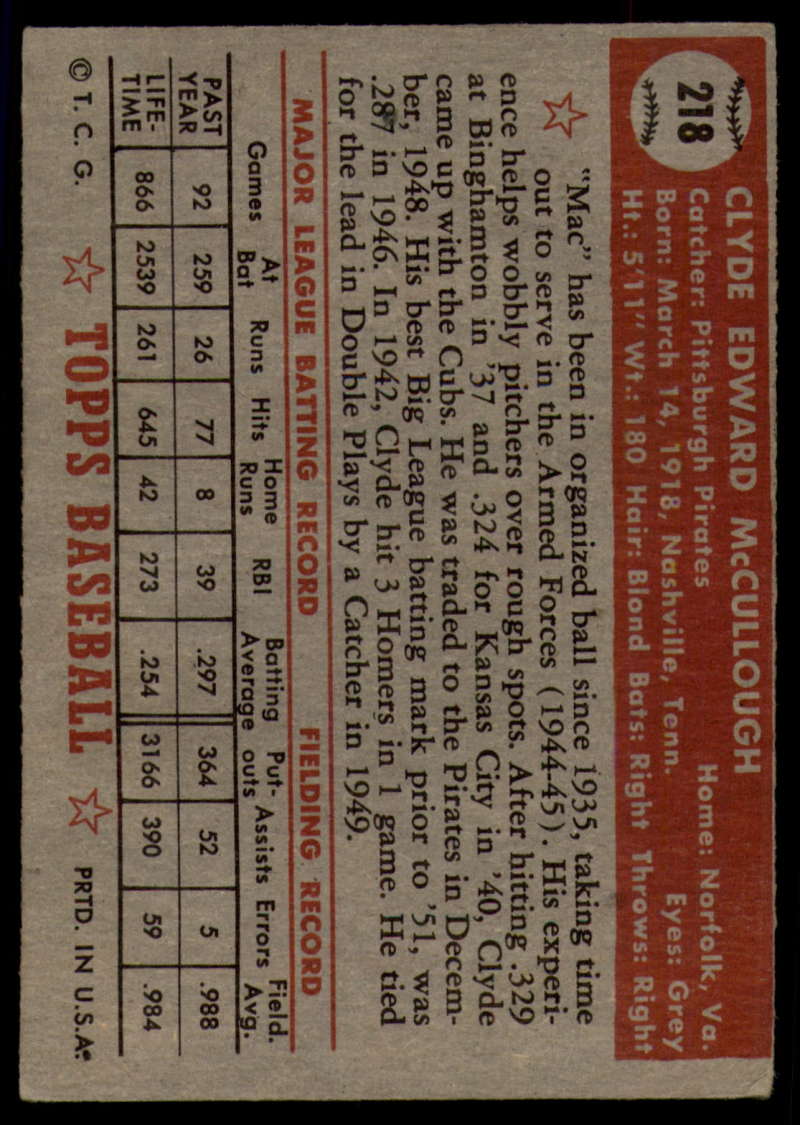 218
CLYDE EDWARD McCULLOUGH
Catcher: Pittsburgh Pirates Home: Norfolk, Va.
Born: March 14, 1918, Nashville, Tenn. Eyes: Grey
Ht.: 5'11" Wt.: 180 Hair: Blond Bats: Right Throws: Right
"Mac" has been in organized ball since 1935, taking time
out to serve in the Armed Forces (1944-45). His experi-
ence helps wobbly pitchers over rough spots. After hitting .329
at Binghamton in '37 and .324 for Kansas City in '40, Clyde
came up with the Cubs. He was traded to the Pirates in Decem-
ber, 1948. His best Big League batting mark prior to '51, was
.287 in 1946. In 1942, Clyde hit 3 Homers in 1 game. He tied
for the lead in Double Plays by a Catcher in 1949.
MAJOR LEAGUE BATTING RECORD FIELDING RECORD
Games At Bat Runs Hits Home Runs RBI Batting Average Put-outs Assists Errors Field. Avg.
PAST YEAR 92 259 26 77 8 39 .297 364 52 5 .988
LIFE-TIME 866 2539 261 645 42 273 .254 3166 390 59 .984
© T. C. G. TOPPS BASEBALL PRTD. IN U.S.A.